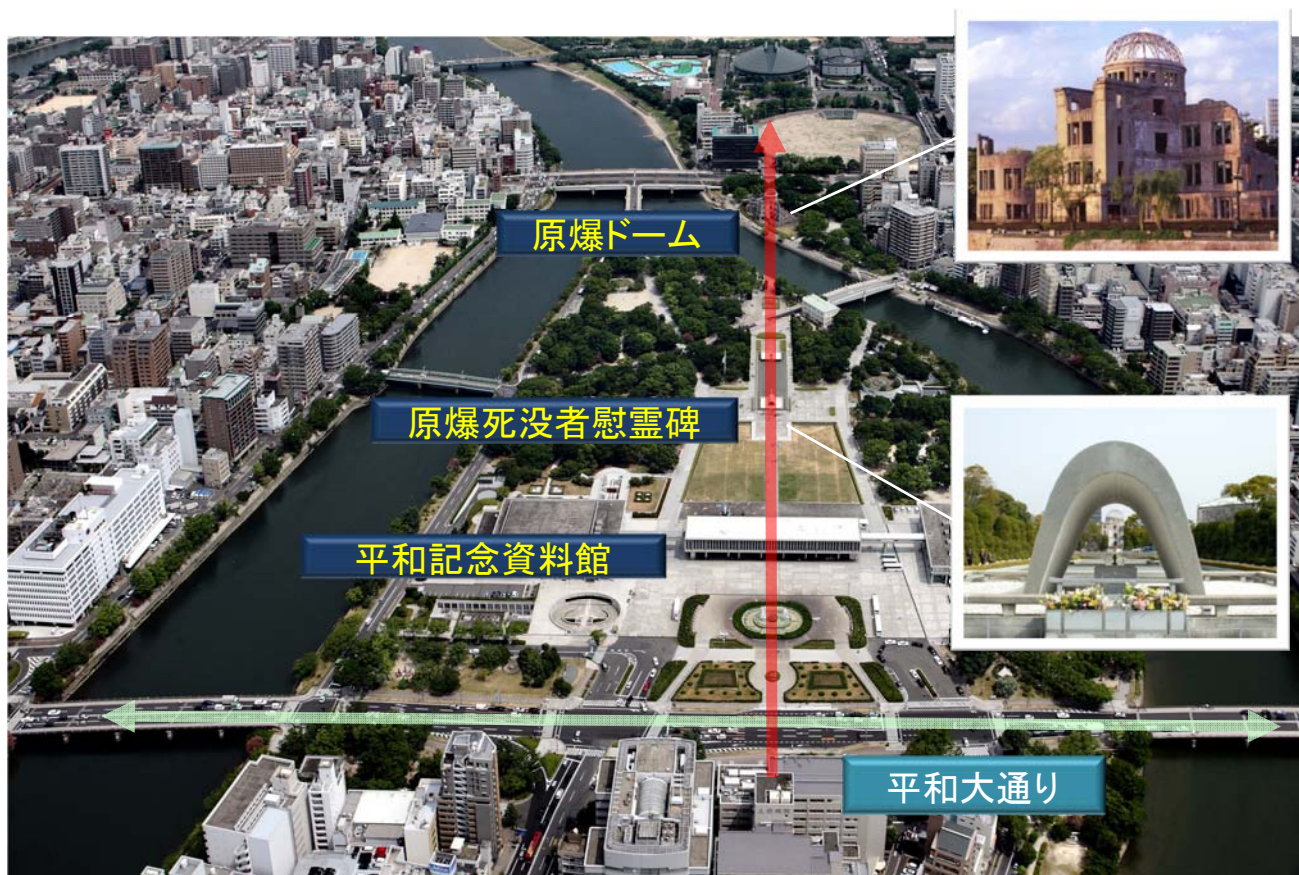 原爆ドーム
原爆死没者慰霊碑
平和記念資料館
平和大通り